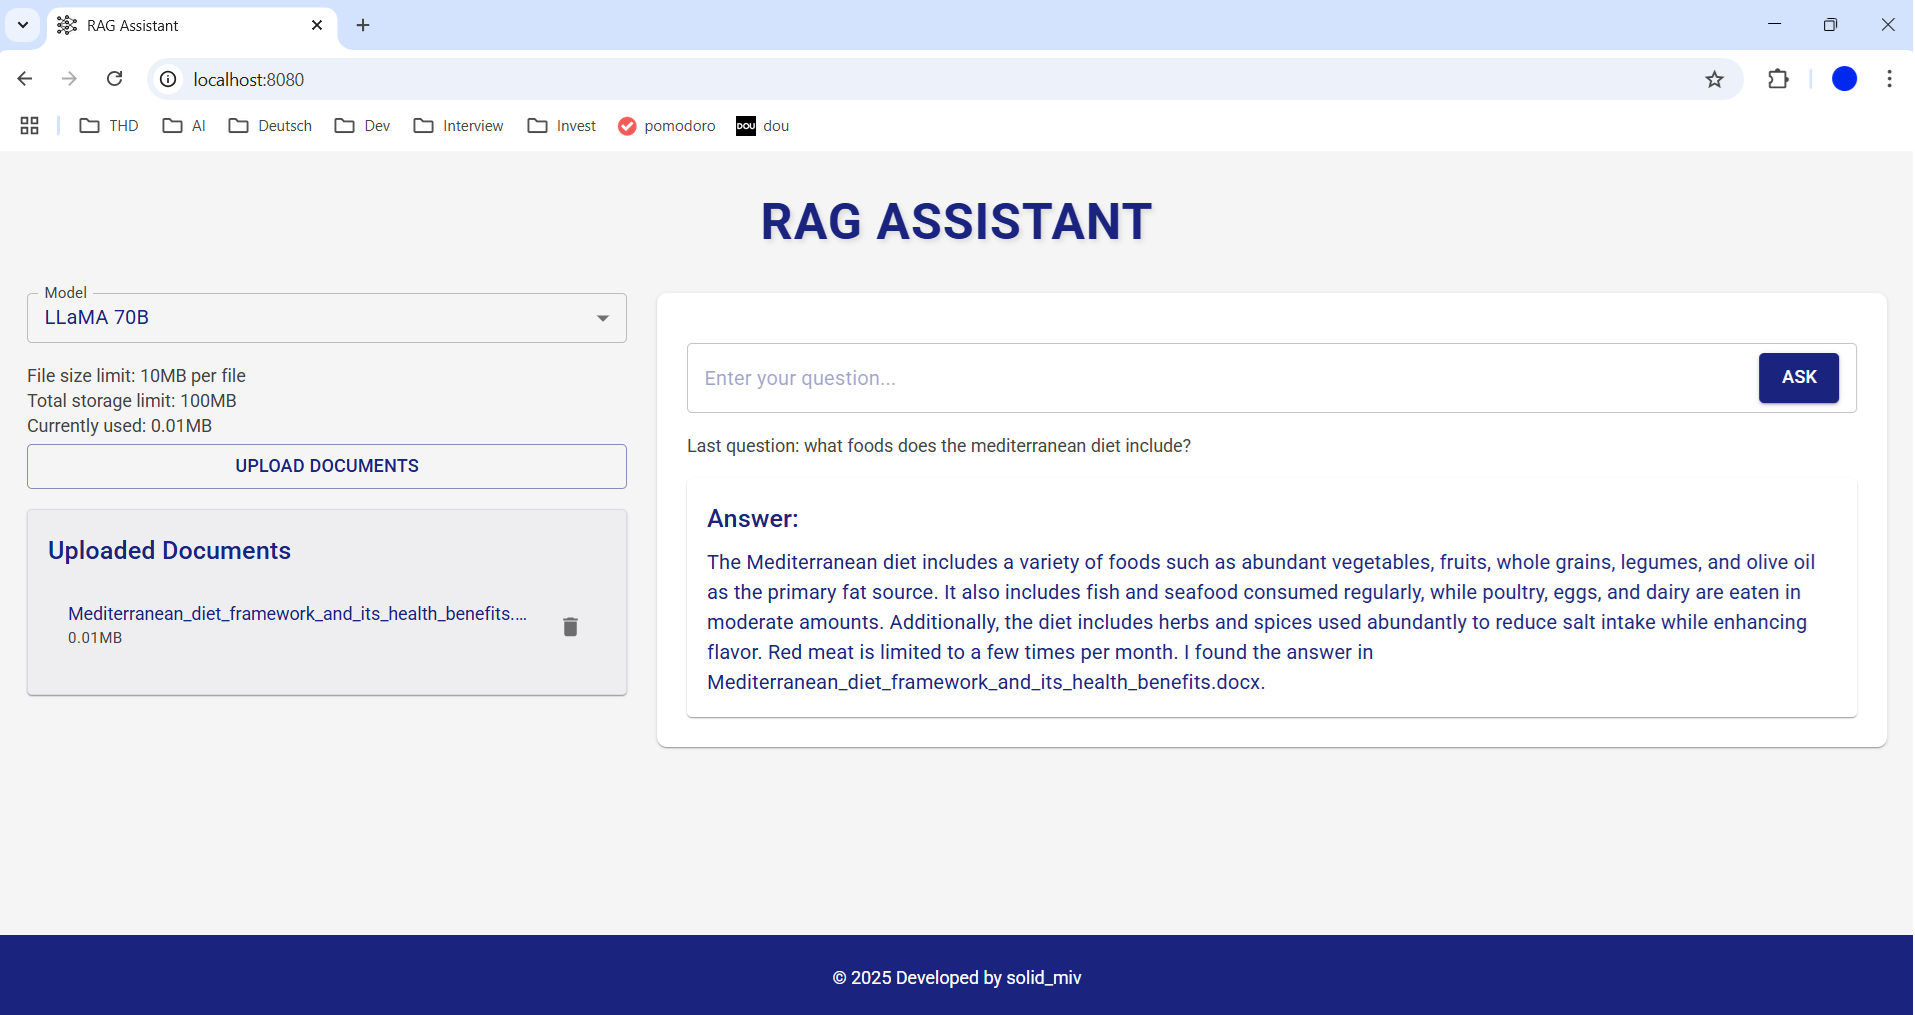 RAG Assistant
localhost:8080
THD AI Deutsch Dev Interview Invest pomodoro DOU dou
RAG ASSISTANT
Model
LLaMA 70B
File size limit: 10MB per file
Total storage limit: 100MB
Currently used: 0.01MB
UPLOAD DOCUMENTS
Uploaded Documents
Mediterranean_diet_framework_and_its_health_benefits....
0.01MB
Enter your question...
ASK
Last question: what foods does the mediterranean diet include?
Answer:
The Mediterranean diet includes a variety of foods such as abundant vegetables, fruits, whole grains, legumes, and olive oil
as the primary fat source. It also includes fish and seafood consumed regularly, while poultry, eggs, and dairy are eaten in
moderate amounts. Additionally, the diet includes herbs and spices used abundantly to reduce salt intake while enhancing
flavor. Red meat is limited to a few times per month. I found the answer in
Mediterranean_diet_framework_and_its_health_benefits.docx.
© 2025 Developed by solid_miv